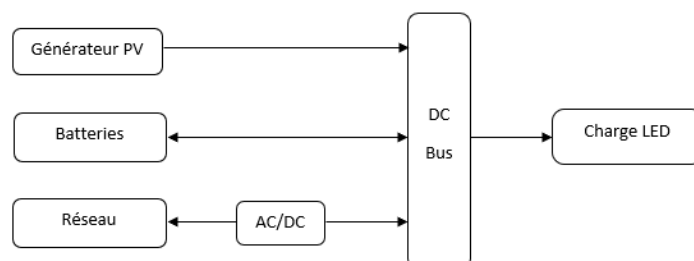 Générateur PV
Batteries
Réseau
AC/DC
DC
Bus
Charge LED